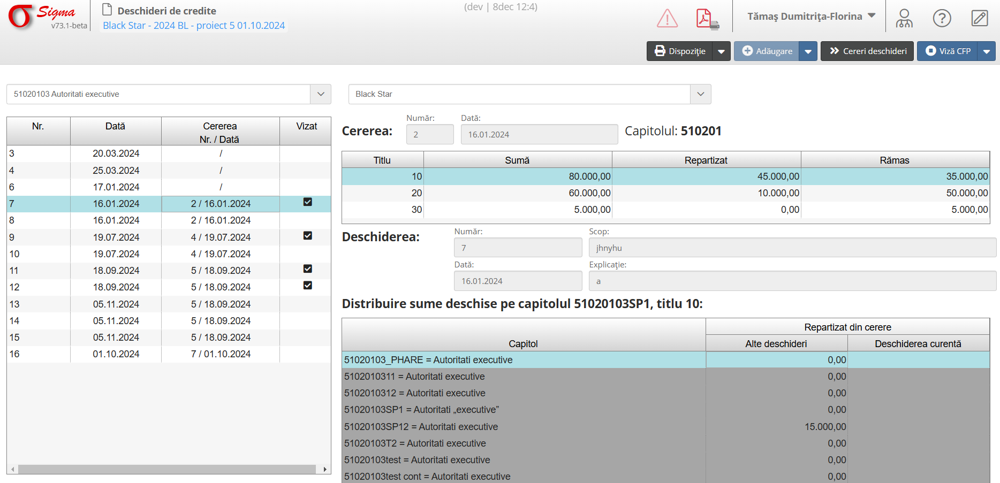 Sigma
v73.1-beta
Deschideri de credite
Black Star - 2024 BL - proiect 5 01.10.2024
(dev | 8dec 12:4)
Tămaş Dumitriţa-Florina
Dispoziţie
Adăugare
Cereri deschideri
Viză CFP
51020103 Autoritati executive
Black Star
Nr. Dată Cererea Nr. / Dată Vizat
3 20.03.2024 /
4 25.03.2024 /
6 17.01.2024 /
7 16.01.2024 2 / 16.01.2024
8 16.01.2024 2 / 16.01.2024
9 19.07.2024 4 / 19.07.2024
10 19.07.2024 4 / 19.07.2024
11 18.09.2024 5 / 18.09.2024
12 18.09.2024 5 / 18.09.2024
13 05.11.2024 5 / 18.09.2024
14 05.11.2024 5 / 18.09.2024
15 05.11.2024 5 / 18.09.2024
16 01.10.2024 7 / 01.10.2024
Număr: Dată:
Cererea: 2 16.01.2024 Capitolul: 510201
Titlu Sumă Repartizat Rămas
10 80.000,00 45.000,00 35.000,00
20 60.000,00 10.000,00 50.000,00
30 5.000,00 0,00 5.000,00
Număr: Scop:
Deschiderea: 7 jhnyhu
Dată: Explicaţie:
16.01.2024 a
Distribuire sume deschise pe capitolul 51020103SP1, titlu 10:
Repartizat din cerere
Capitol Alte deschideri Deschiderea curentă
51020103_PHARE = Autoritati executive 0,00
5102010311 = Autoritati executive 0,00
5102010312 = Autoritati executive 0,00
51020103SP1 = Autoritati „executive” 0,00
51020103SP12 = Autoritati executive 15.000,00
51020103T2 = Autoritati executive 0,00
51020103test = Autoritati executive 0,00
51020103test cont = Autoritati executive 0,00